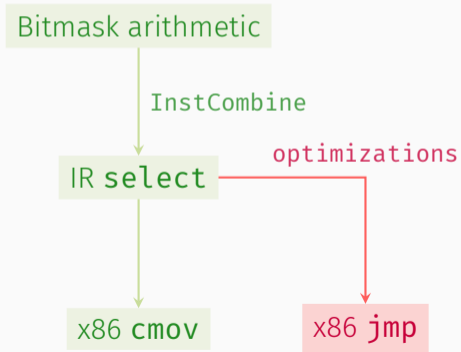 Bitmask arithmetic
InstCombine
optimizations
IR select
x86 cmov
x86 jmp